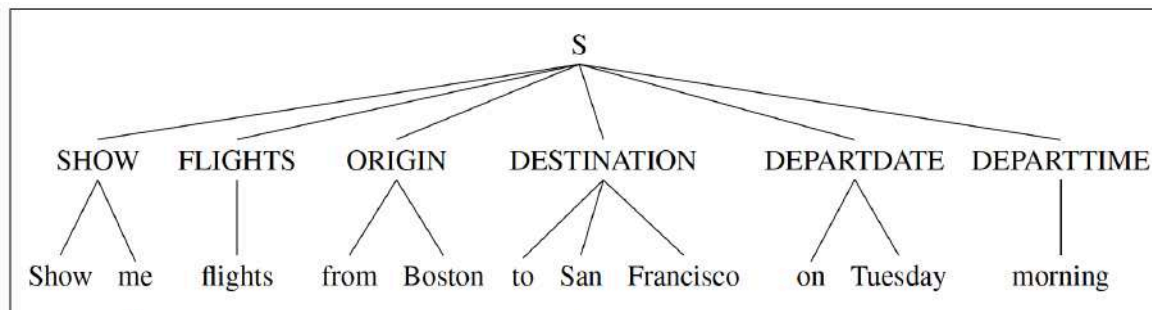 S
SHOW FLIGHTS ORIGIN DESTINATION DEPARTDATE DEPARTTIME
Show me flights from Boston to San Francisco on Tuesday morning